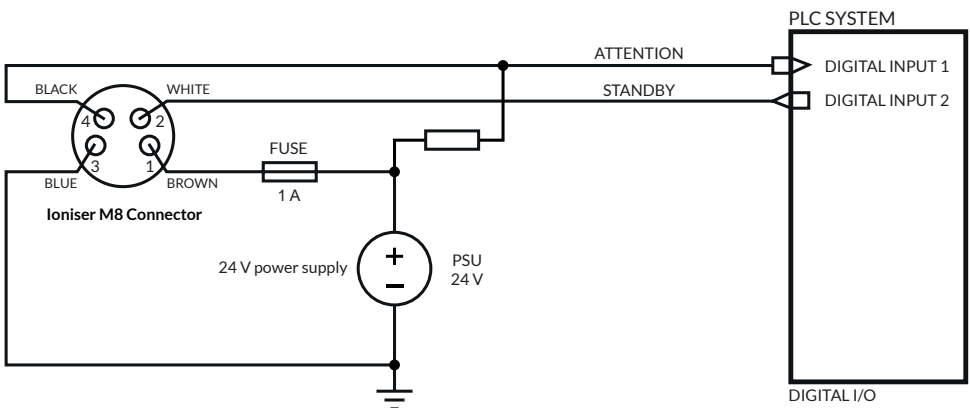 PLC SYSTEM
ATTENTION
DIGITAL INPUT 1
BLACK
WHITE
STANDBY
DIGITAL INPUT 2
4
2
FUSE
3
1
BLUE
BROWN
1 A
Ioniser M8 Connector
24 V power supply
+
−
PSU
24 V
DIGITAL I/O